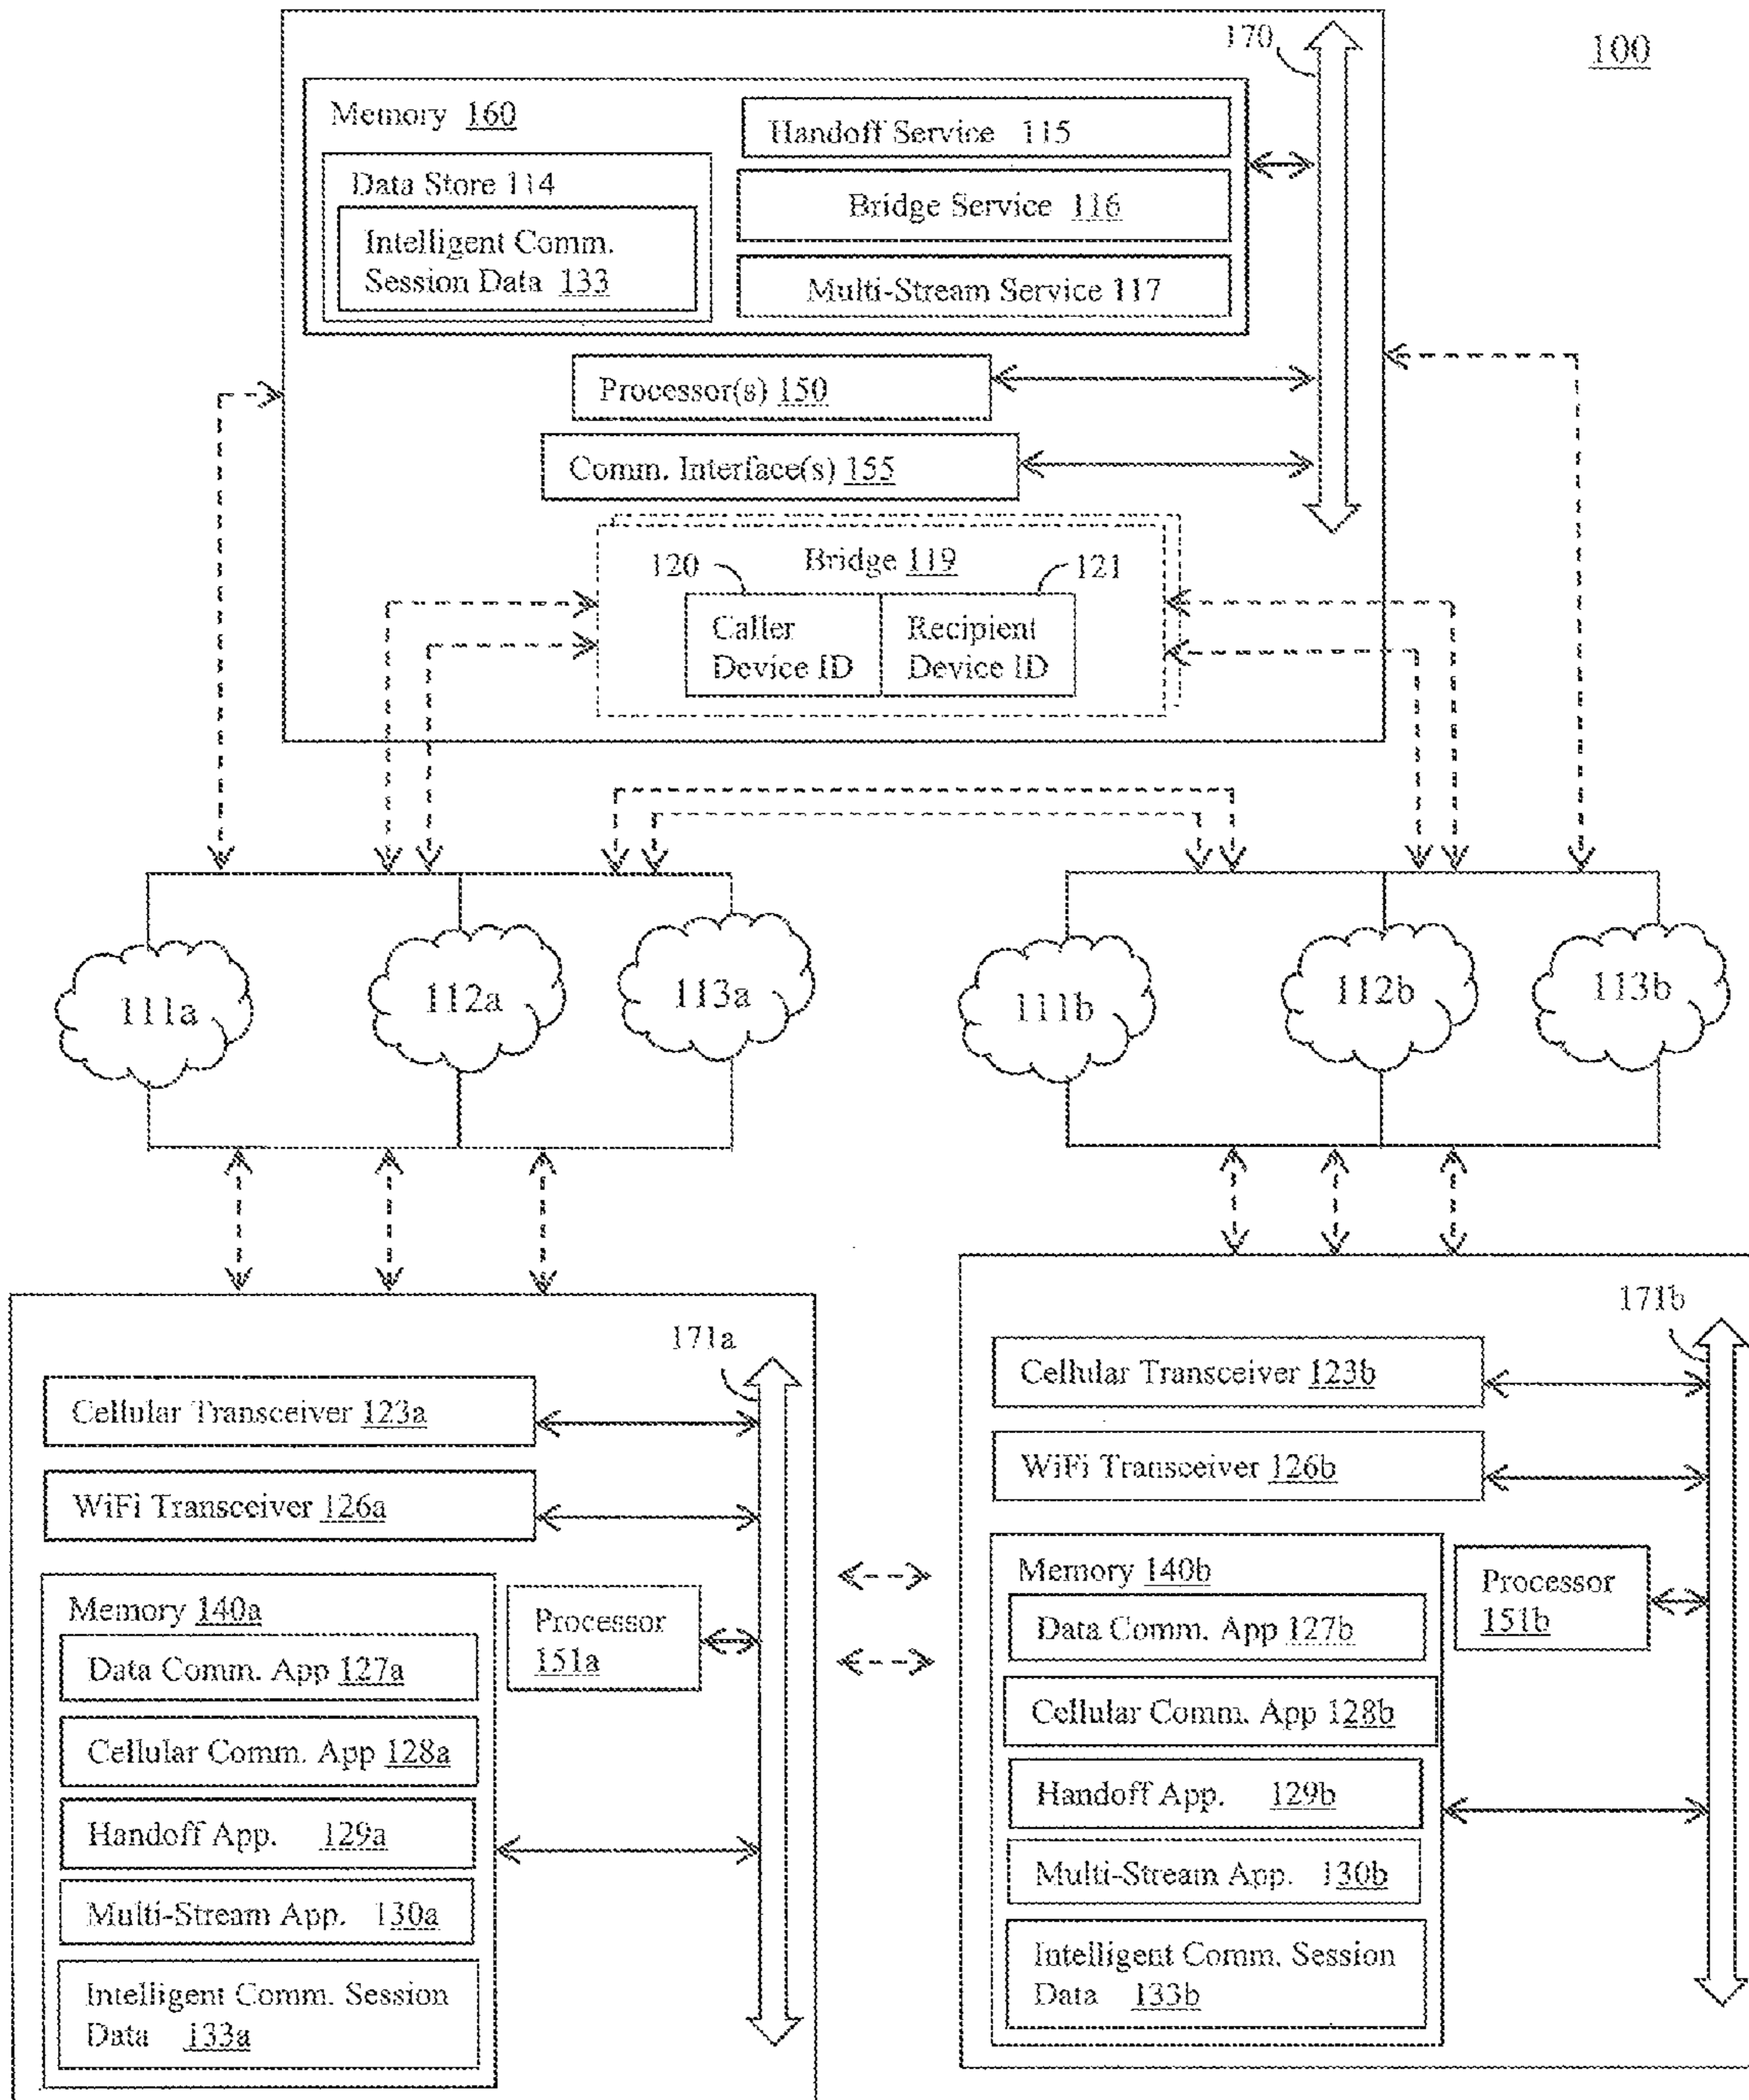 100
170
Memory 160
Handoff Service 115
Data Store 114
Bridge Service 116
Intelligent Comm.
Session Data 133
Multi-Stream Service 117
Processor(s) 150
Comm. Interface(s) 155
Bridge 119
120
121
Caller
Device ID
Recipient
Device ID
111a
112a
113a
111b
112b
113b
171a
Cellular Transceiver 123a
WiFi Transceiver 126a
Memory 140a
Processor
151a
Data Comm. App 127a
Cellular Comm. App 128a
Handoff App. 129a
Multi-Stream App. 130a
Intelligent Comm. Session
Data 133a
171b
Cellular Transceiver 123b
WiFi Transceiver 126b
Memory 140b
Processor
151b
Data Comm. App 127b
Cellular Comm. App 128b
Handoff App. 129b
Multi-Stream App. 130b
Intelligent Comm. Session
Data 133b